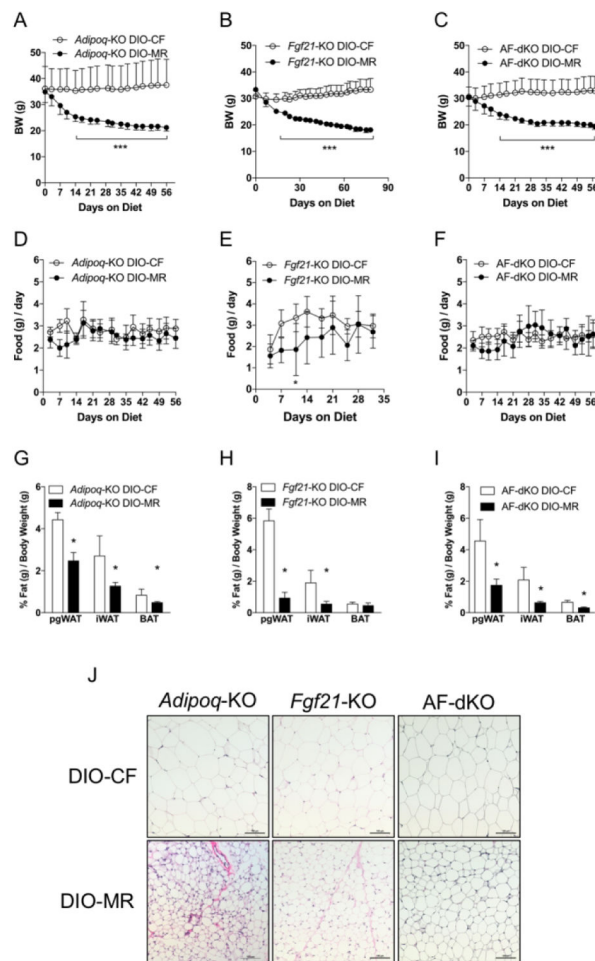 A
Adipoq-KO DIO-CF
Adipoq-KO DIO-MR
BW (g)
50
40
30
20
10
0
***
0 7 14 21 28 35 42 49 56
Days on Diet
B
Fgf21-KO DIO-CF
Fgf21-KO DIO-MR
BW (g)
50
40
30
20
10
0
***
0 30 60 90
Days on Diet
C
AF-dKO DIO-CF
AF-dKO DIO-MR
BW (g)
50
40
30
20
10
0
***
0 7 14 21 28 35 42 49 56
Days on Diet
D
Adipoq-KO DIO-CF
Adipoq-KO DIO-MR
Food (g) / day
6
5
4
3
2
1
0
0 7 14 21 28 35 42 49 56
Days on Diet
E
Fgf21-KO DIO-CF
Fgf21-KO DIO-MR
Food (g) / day
6
5
4
3
2
1
0
*
0 7 14 21 28 35
Days on Diet
F
AF-dKO DIO-CF
AF-dKO DIO-MR
Food (g) / day
6
5
4
3
2
1
0
0 7 14 21 28 35 42 49 56
Days on Diet
G
Adipoq-KO DIO-CF
Adipoq-KO DIO-MR
% Fat (g) / Body Weight (g)
6
4
2
0
* * *
pgWAT iWAT BAT
H
Fgf21-KO DIO-CF
Fgf21-KO DIO-MR
% Fat (g) / Body Weight (g)
8
6
4
2
0
* *
pgWAT iWAT BAT
I
AF-dKO DIO-CF
AF-dKO DIO-MR
% Fat (g) / Body Weight (g)
8
6
4
2
0
* * *
pgWAT iWAT BAT
J
Adipoq-KO Fgf21-KO AF-dKO
DIO-CF
DIO-MR